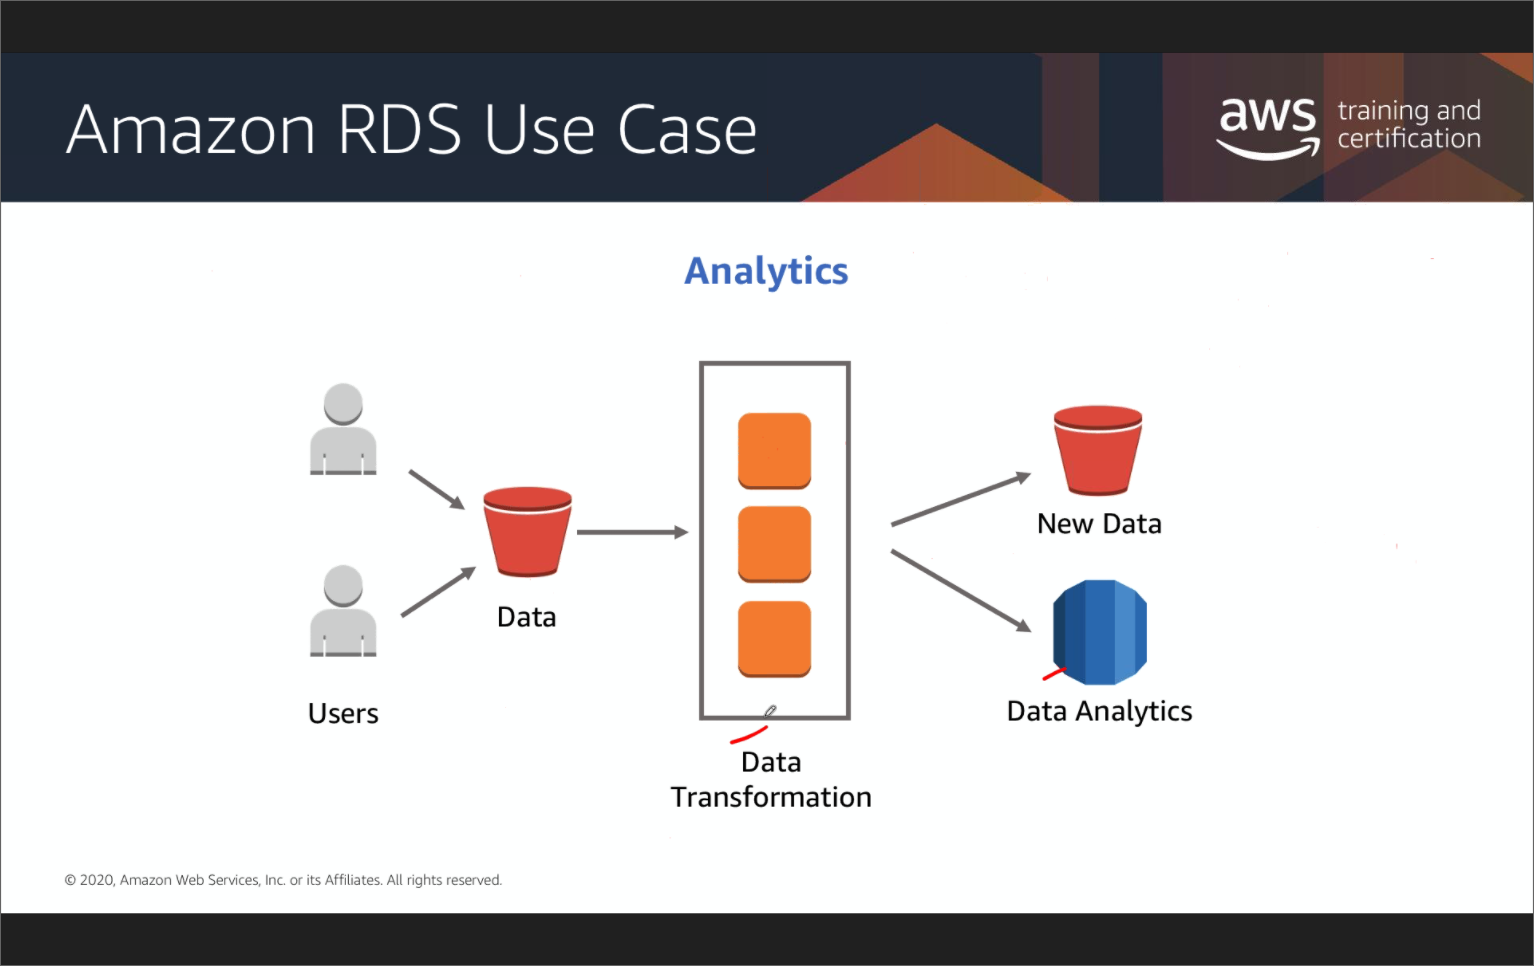 Amazon RDS Use Case
aws training and
certification
Analytics
New Data
Data
Data Analytics
Users
Data
Transformation
© 2020, Amazon Web Services, Inc. or its Affiliates. All rights reserved.